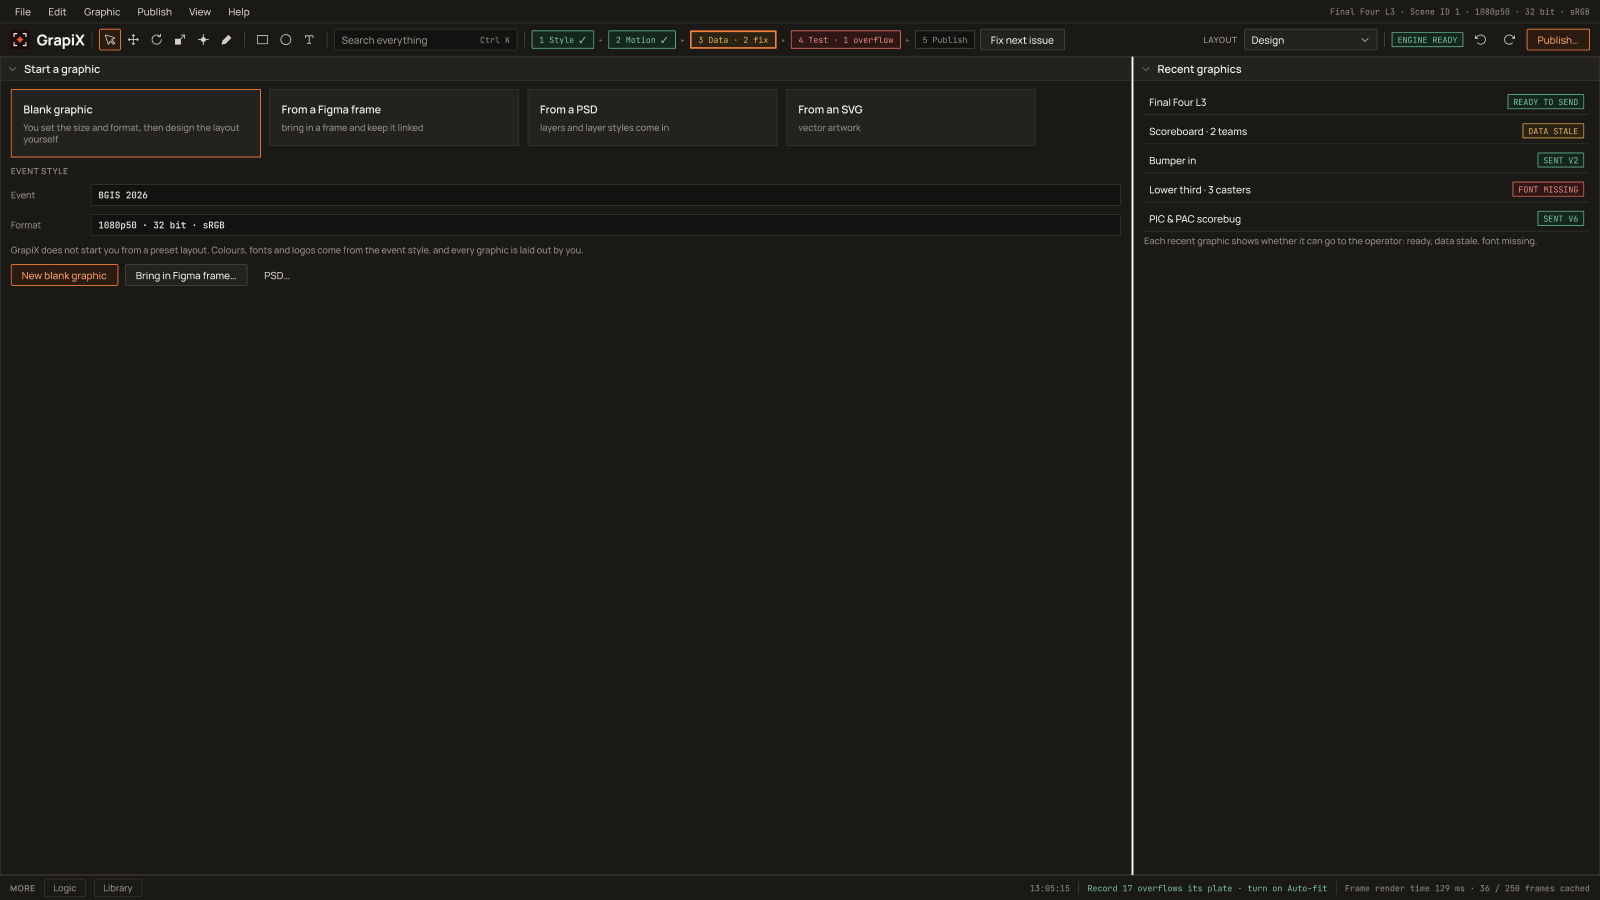 File Edit Graphic Publish View Help
Final Four L3 · Scene ID 1 · 1080p50 · 32 bit · sRGB
GrapiX
Search everything Ctrl K
1 Style ✓
2 Motion ✓
3 Data · 2 fix
4 Test · 1 overflow
5 Publish
Fix next issue
LAYOUT Design
ENGINE READY
Publish...
Start a graphic
Blank graphic
You set the size and format, then design the layout
yourself
From a Figma frame
bring in a frame and keep it linked
From a PSD
layers and layer styles come in
From an SVG
vector artwork
EVENT STYLE
Event BGIS 2026
Format 1080p50 · 32 bit · sRGB
GrapiX does not start you from a preset layout. Colours, fonts and logos come from the event style, and every graphic is laid out by you.
New blank graphic Bring in Figma frame... PSD...
Recent graphics
Final Four L3 READY TO SEND
Scoreboard · 2 teams DATA STALE
Bumper in SENT V2
Lower third · 3 casters FONT MISSING
PIC & PAC scorebug SENT V6
Each recent graphic shows whether it can go to the operator: ready, data stale, font missing.
MORE Logic Library
13:05:15
Record 17 overflows its plate · turn on Auto-fit
Frame render time 129 ms · 36 / 250 frames cached